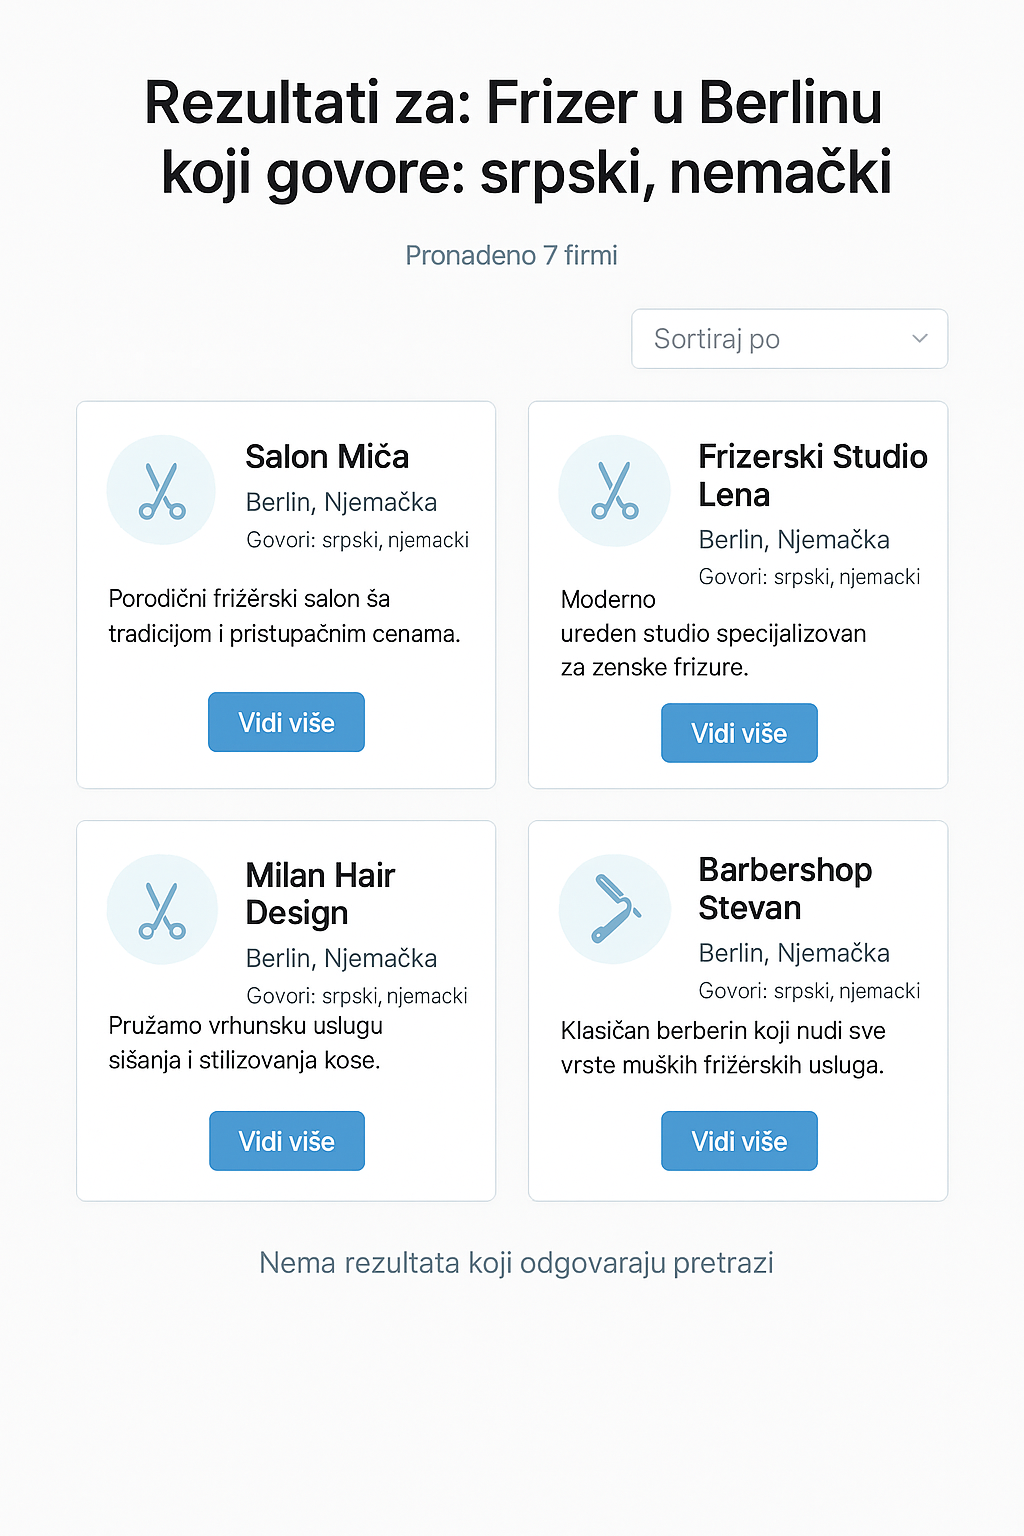 Rezultati za: Frizer u Berlinu
koji govore: srpski, nemački
Pronadeno 7 firmi
Sortiraj po
Salon Miča
Berlin, Njemačka
Govori: srpski, njemacki
Porodični friźěrski salon ša
tradicijom i pristupačnim cenama.
Vidi više
Frizerski Studio
Lena
Berlin, Njemačka
Govori: srpski, njemacki
Moderno
ureden studio specijalizovan
za zenske frizure.
Vidi više
Milan Hair
Design
Berlin, Njemačka
Govori: srpski, njemacki
Pružamo vrhunsku uslugu
sišanja i stilizovanja kose.
Vidi više
Barbershop
Stevan
Berlin, Njemačka
Govori: srpski, njemacki
Klasičan berberin koji nudi sve
vrste muških frižėrskih usluga.
Vidi više
Nema rezultata koji odgovaraju pretrazi